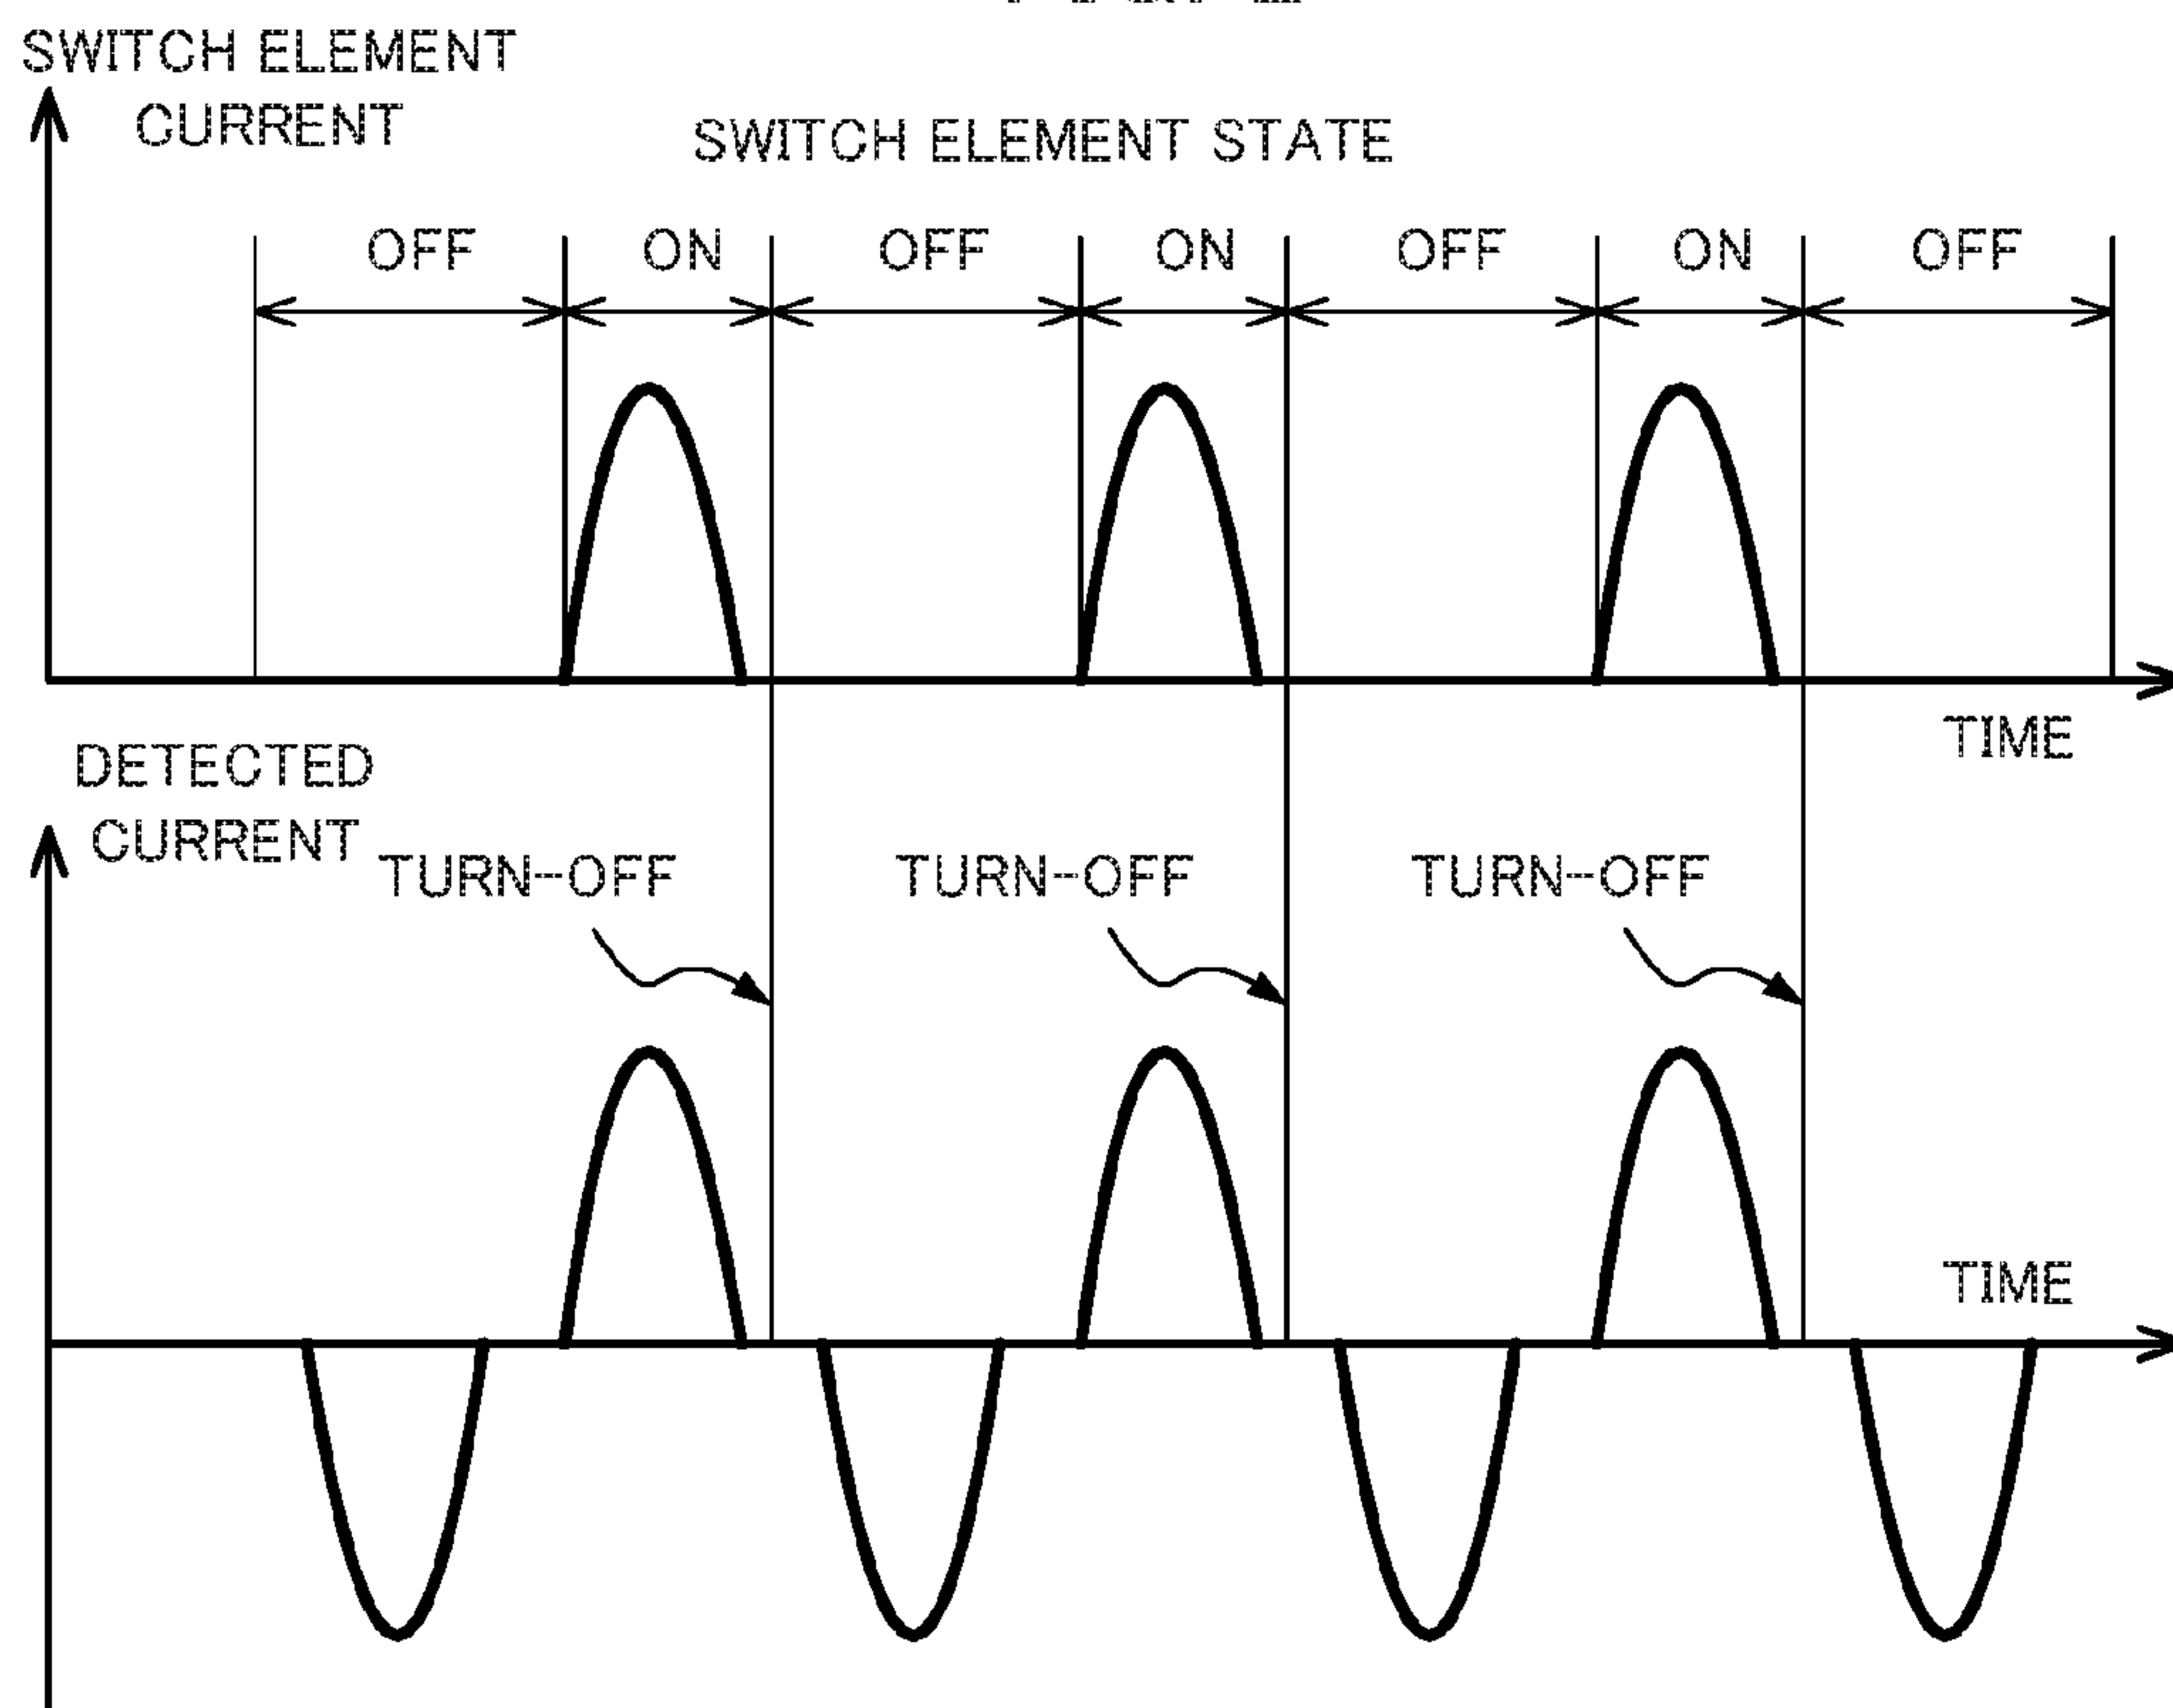 SWITCH ELEMENT
CURRENT
SWITCH ELEMENT STATE
OFF ON OFF ON OFF ON OFF
TIME
DETECTED
CURRENT
TURN-OFF TURN-OFF TURN-OFF
TIME